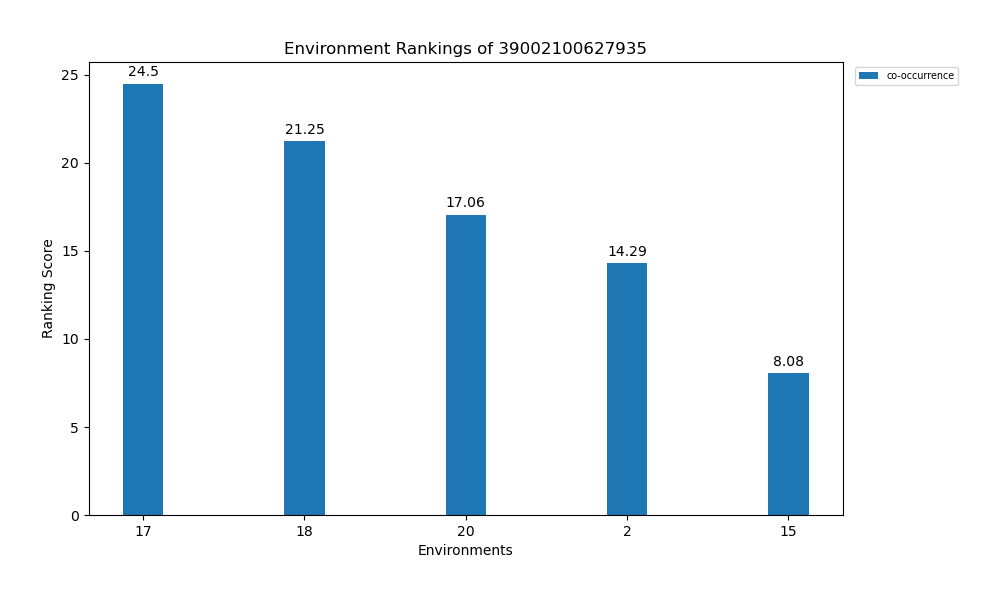 Environment Rankings of 39002100627935
co-occurrence
24.5
21.25
17.06
14.29
8.08
25
20
15
10
5
0
Ranking Score
17 18 20 2 15
Environments